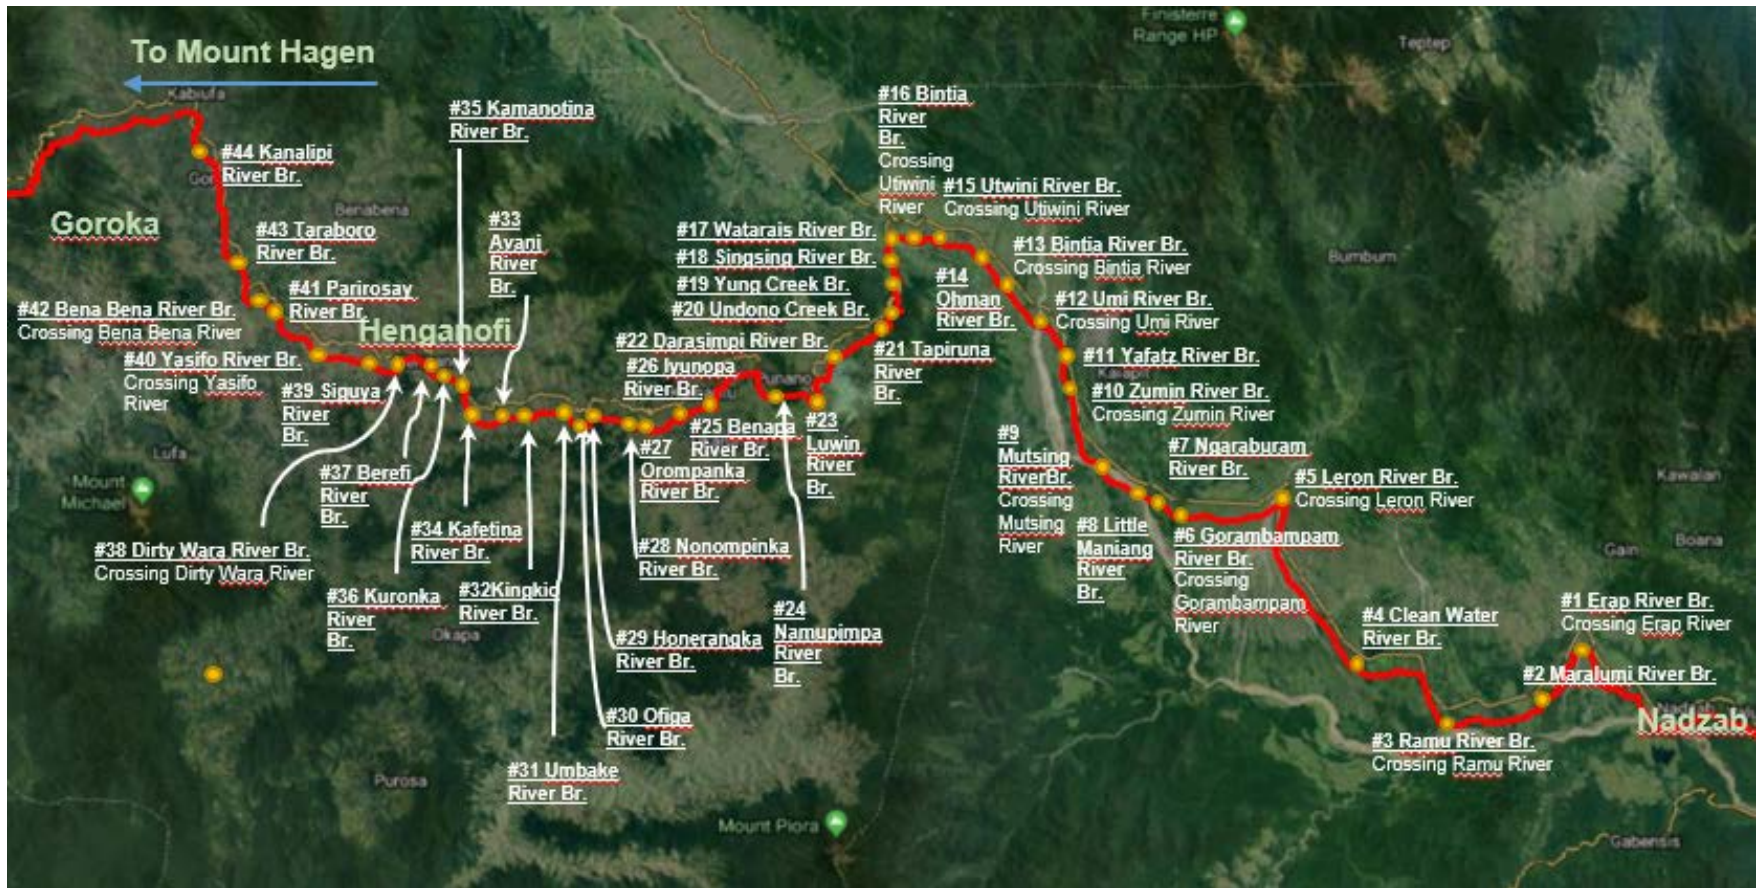 Finisterre
Range HP
Teptep
To Mount Hagen
Kabiufa
#44 Kanalipi
River Br.
Goroka
Benabena
#43 Taraboro
River Br.
#42 Bena Bena River Br.
Crossing Bena Bena River
#41 Parirosay
River Br.
Henganofi
#40 Yasifo River Br.
Crossing Yasifo
River
#39 Siguya
River
Br.
#35 Kamanotina
River Br.
#33
Avani
River
Br.
#16 Bintia
River
Br.
Crossing
Utiwini
River
#15 Utwini River Br.
Crossing Utiwini River
#17 Watarais River Br.
#18 Singsing River Br.
#19 Yung Creek Br.
#20 Undono Creek Br.
#14
Ohman
River Br.
#13 Bintia River Br.
Crossing Bintia River
#12 Umi River Br.
Crossing Umi River
Bumbum
#22 Darasimpi River Br.
#21 Tapiruna
River
Br.
#11 Yafatz River Br.
Kaiapit
#10 Zumin River Br.
Crossing Zumin River
#26 Iyunopa
River Br.
#25 Benapa
River Br.
#27
Orompanka
River Br.
#23
Luwin
River
Br.
#9
Mutsing
RiverBr.
Crossing
Mutsing
River
#7 Ngaraburam
River Br.
#5 Leron River Br.
Crossing Leron River
Kawalan
Lufa
Mount
Michael
#37 Berefi
River
Br.
#38 Dirty Wara River Br.
Crossing Dirty Wara River
#34 Kafetina
River Br.
#36 Kuronka
River
Br.
#32Kingkio
River Br.
#28 Nonompinka
River Br.
#8 Little
Maniang
River
Br.
#6 Gorambampam
River Br.
Crossing
Gorambampam
River
Gain
Boana
Okapa
#29 Honerangka
River Br.
#24
Namupimpa
River
Br.
#4 Clean Water
River Br.
#1 Erap River Br.
Crossing Erap River
#2 Maralumi River Br.
#30 Ofiga
River Br.
Nadzab
#3 Ramu River Br.
Crossing Ramu River
#31 Umbake
River Br.
Purosa
Mount Piora
Gabensis